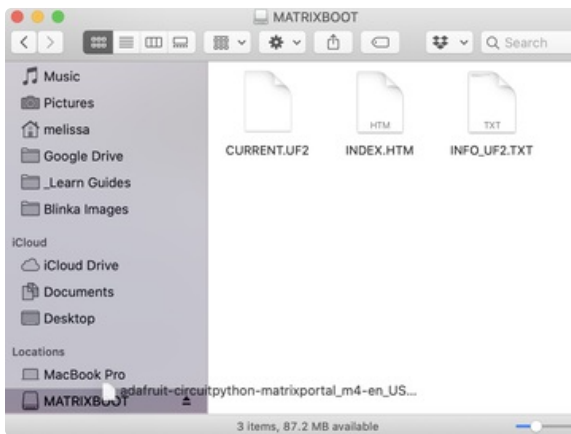 MATRIXBOOT
Search
Music
Pictures
melissa
Google Drive
_Learn Guides
Blinka Images
iCloud
iCloud Drive
Documents
Desktop
Locations
MacBook Pro
MATRIXBOOT
HTM
TXT
CURRENT.UF2
INDEX.HTM
INFO_UF2.TXT
adafruit-circuitpython-matrixportal_m4-en_US...
3 items, 87.2 MB available